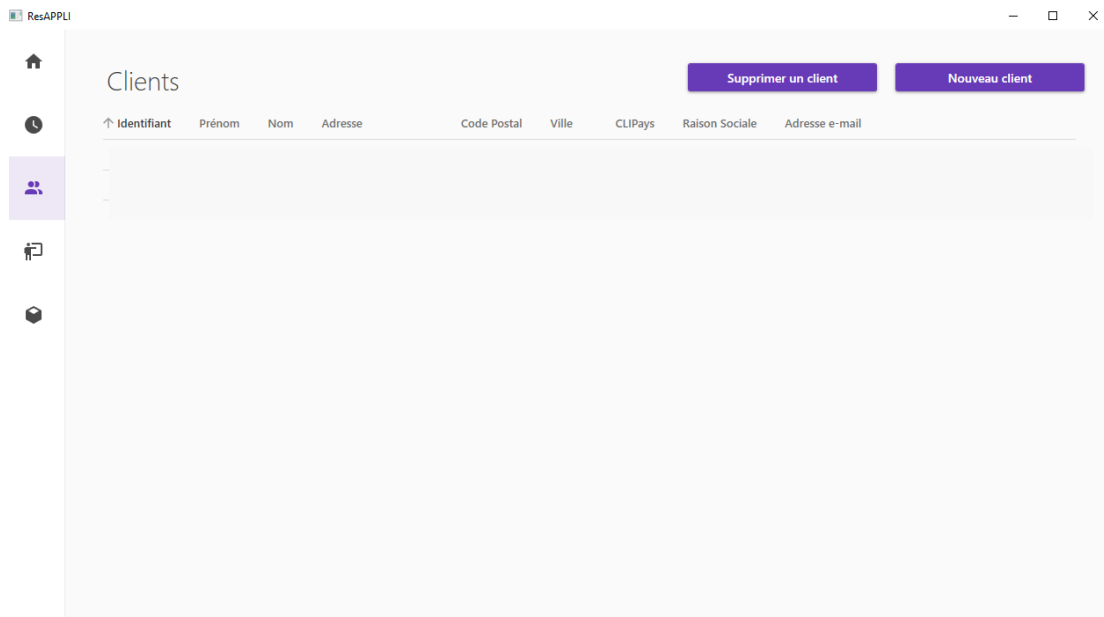 ResAPPLI
Clients
Supprimer un client
Nouveau client
Identifiant Prénom Nom Adresse Code Postal Ville CLIPays Raison Sociale Adresse e-mail